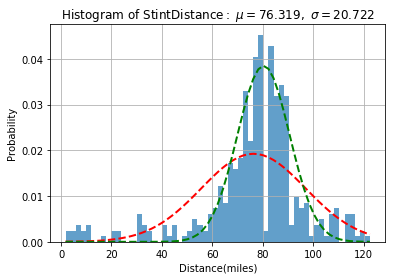 Histogram of StintDistance : μ = 76.319, σ = 20.722
0.04
0.03
0.02
0.01
0.00
Probability
0 20 40 60 80 100 120
Distance(miles)